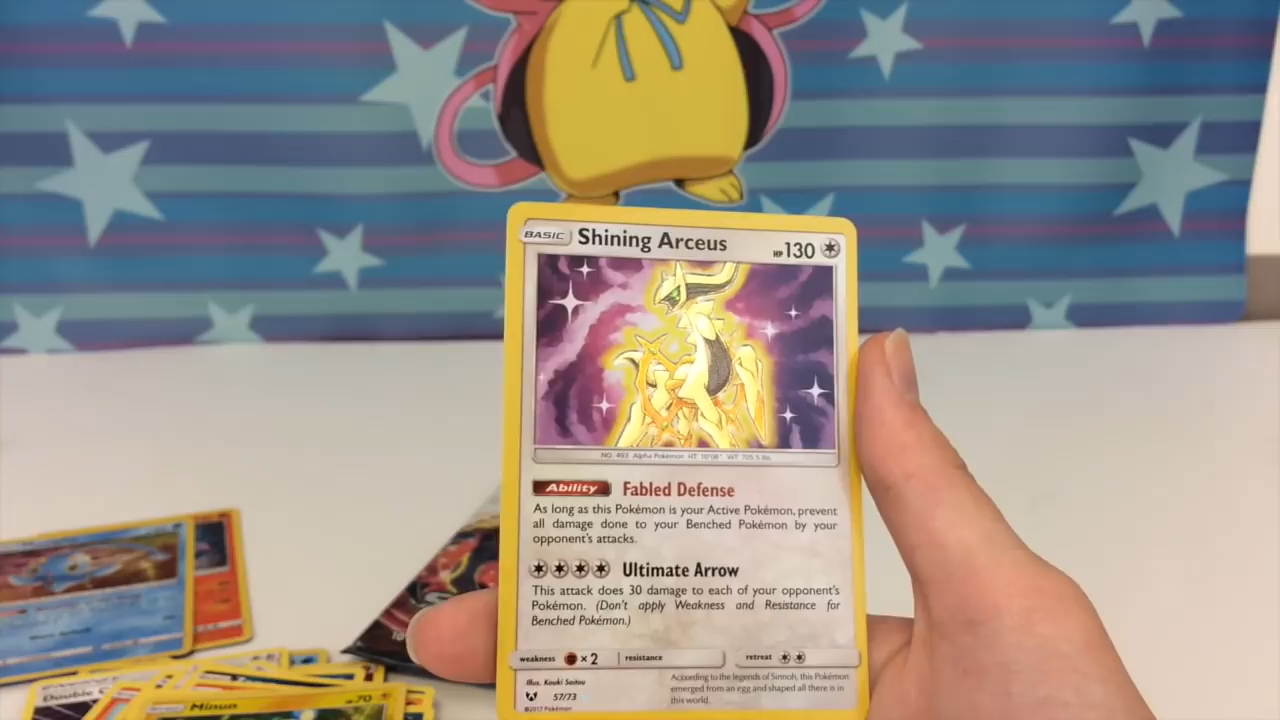 BASIC Shining Arceus HP 130
NO. 493 Alpha Pokémon HT 10'06" WT 705.5 lbs.
Ability Fabled Defense
As long as this Pokémon is your Active Pokémon, prevent
all damage done to your Benched Pokémon by your
opponent's attacks.
Ultimate Arrow
This attack does 30 damage to each of your opponent's
Pokémon. (Don't apply Weakness and Resistance for
Benched Pokémon.)
weakness ×2 resistance retreat
Illus. Kouki Saitou
57/73
©2017 Pokémon
According to the legends of Sinnoh, this Pokémon
emerged from an egg and shaped all there is in
this world.
Double C
Minun HP 70